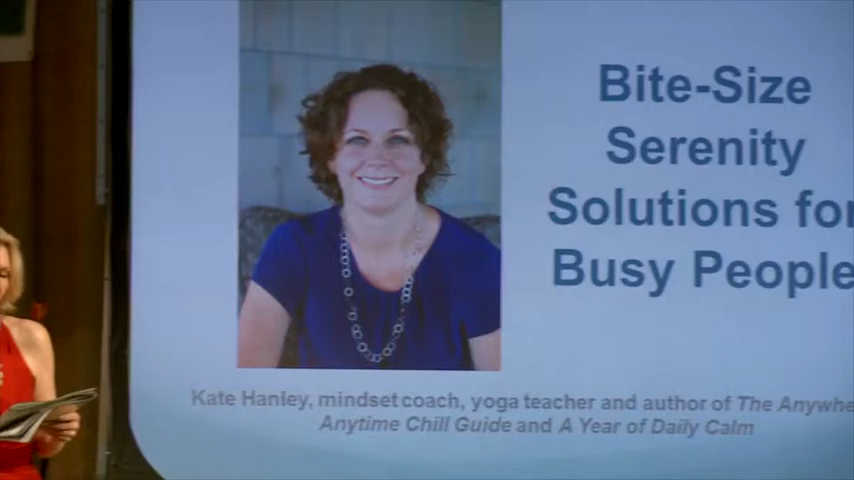 Bite-Size
Serenity
Solutions for
Busy People
Kate Hanley, mindset coach, yoga teacher and author of The Anywhe
Anytime Chill Guide and A Year of Daily Calm